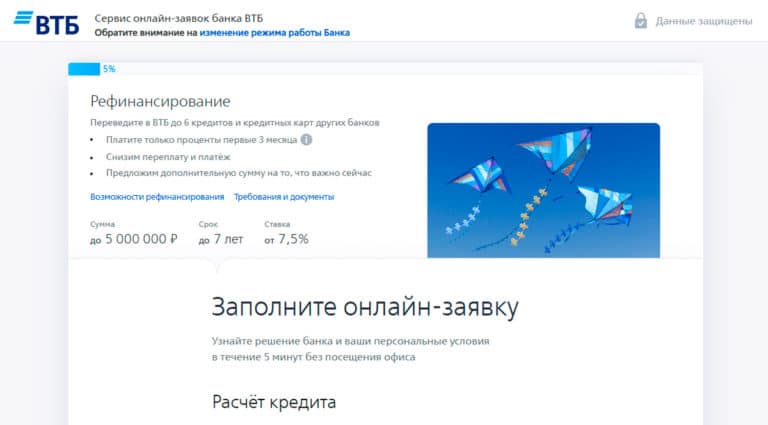 ВТБ
Сервис онлайн-заявок банка ВТБ
Обратите внимание на изменение режима работы Банка
Данные защищены
5%
Рефинансирование
Переведите в ВТБ до 6 кредитов и кредитных карт других банков
• Платите только проценты первые 3 месяца i
• Снизим переплату и платёж
• Предложим дополнительную сумму на то, что важно сейчас
Возможности рефинансирования Требования и документы
Сумма Срок Ставка
до 5 000 000 ₽ до 7 лет от 7,5%
Заполните онлайн-заявку
Узнайте решение банка и ваши персональные условия
в течение 5 минут без посещения офиса
Расчёт кредита